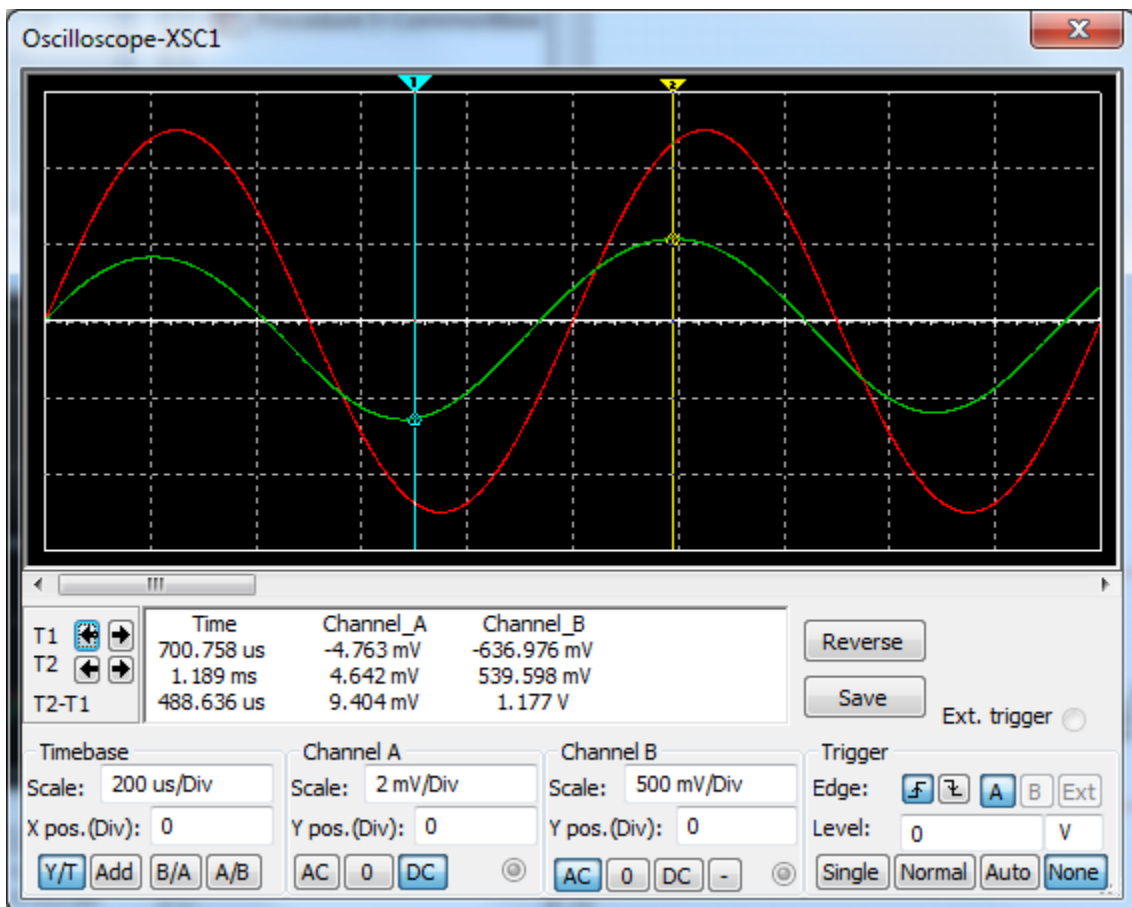 Oscilloscope-XSC1
x
1
2
Time Channel_A Channel_B
T1 700.758 us -4.763 mV -636.976 mV
T2 1.189 ms 4.642 mV 539.598 mV
T2-T1 488.636 us 9.404 mV 1.177 V
Reverse
Save
Ext. trigger
Timebase Channel A Channel B Trigger
Scale: 200 us/Div Scale: 2 mV/Div Scale: 500 mV/Div Edge: A B Ext
X pos.(Div): 0 Y pos.(Div): 0 Y pos.(Div): 0 Level: 0 V
Y/T Add B/A A/B AC 0 DC AC 0 DC - Single Normal Auto None